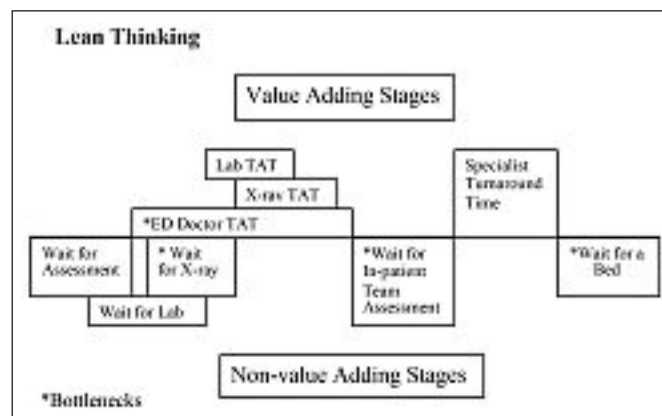 Lean Thinking
Value Adding Stages
Lab TAT
X-ray TAT
*ED Doctor TAT
Specialist
Turnaround
Time
Wait for
Assessment
* Wait
for X-ray
Wait for Lab
*Wait for
In-patient
Team
Assessment
*Wait for a
Bed
Non-value Adding Stages
*Bottlenecks